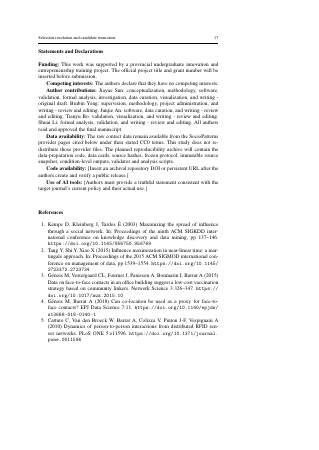 Selection resolution and candidate truncation 17
Statements and Declarations
Funding: This work was supported by a provincial undergraduate innovation and
entrepreneurship training project. The official project title and grant number will be
inserted before submission.
Competing interests: The authors declare that they have no competing interests.
Author contributions: Jiayue Sun: conceptualization, methodology, software,
validation, formal analysis, investigation, data curation, visualization, and writing -
original draft. Binbin Yong: supervision, methodology, project administration, and
writing - review and editing. Junjie An: software, data curation, and writing - review
and editing. Tianyu Bo: validation, visualization, and writing - review and editing.
Shuai Li: formal analysis, validation, and writing - review and editing. All authors
read and approved the final manuscript.
Data availability: The raw contact data remain available from the SocioPatterns
provider pages cited below under their stated CC0 terms. This study does not re-
distribute those provider files. The planned reproducibility archive will contain the
data-preparation code, data cards, source hashes, frozen protocol, immutable-source
snapshot, condition-level outputs, validator and analysis scripts.
Code availability: [Insert an archival repository DOI or persistent URL after the
authors create and verify a public release.]
Use of AI tools: [Authors must provide a truthful statement consistent with the
target journal's current policy and their actual use.]
References
1. Kempe D, Kleinberg J, Tardos É (2003) Maximizing the spread of influence
through a social network. In: Proceedings of the ninth ACM SIGKDD inter-
national conference on knowledge discovery and data mining, pp 137–146.
https://doi.org/10.1145/956750.956769
2. Tang Y, Shi Y, Xiao X (2015) Influence maximization in near-linear time: a mar-
tingale approach. In: Proceedings of the 2015 ACM SIGMOD international con-
ference on management of data, pp 1539–1554. https://doi.org/10.1145/
2723372.2723734
3. Génois M, Vestergaard CL, Fournet J, Panisson A, Bonmarin I, Barrat A (2015)
Data on face-to-face contacts in an office building suggest a low-cost vaccination
strategy based on community linkers. Network Science 3:326–347. https://
doi.org/10.1017/nws.2015.10
4. Génois M, Barrat A (2018) Can co-location be used as a proxy for face-to-
face contacts? EPJ Data Science 7:11. https://doi.org/10.1140/epjds/
s13688-018-0140-1
5. Cattuto C, Van den Broeck W, Barrat A, Colizza V, Pinton J-F, Vespignani A
(2010) Dynamics of person-to-person interactions from distributed RFID sen-
sor networks. PLoS ONE 5:e11596. https://doi.org/10.1371/journal.
pone.0011596